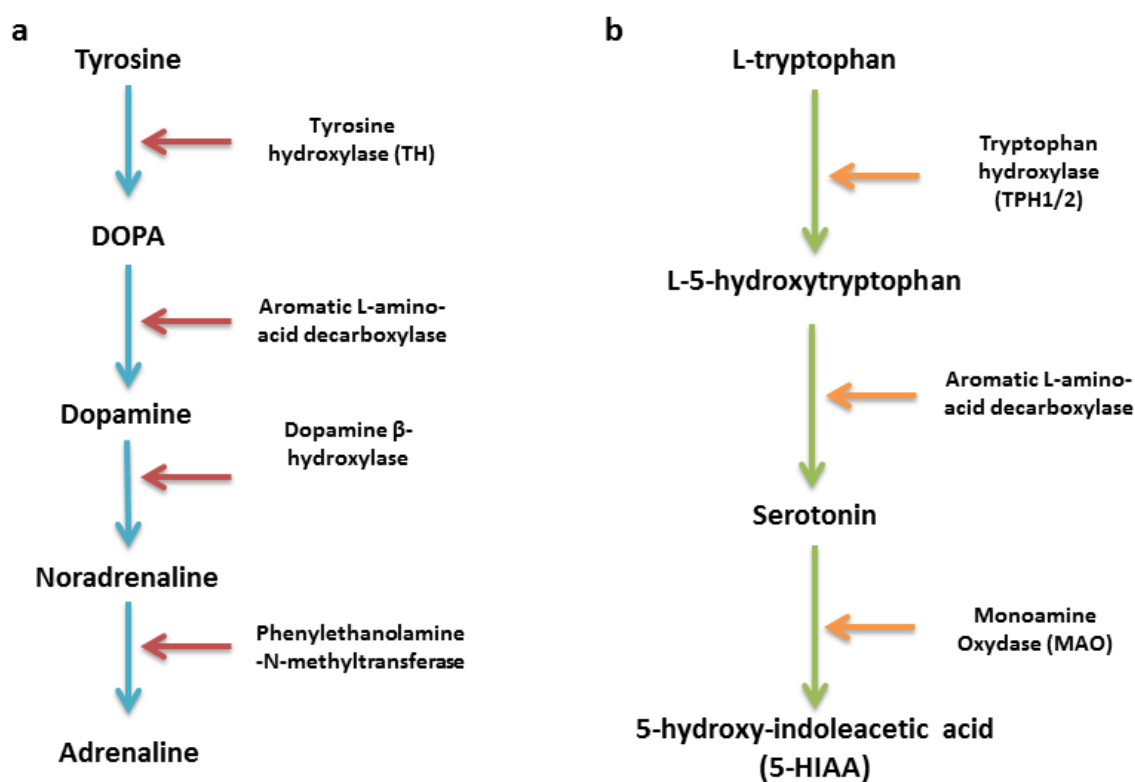 a
Tyrosine
Tyrosine
hydroxylase (TH)
DOPA
Aromatic L-amino-
acid decarboxylase
Dopamine
Dopamine β-
hydroxylase
Noradrenaline
Phenylethanolamine
-N-methyltransferase
Adrenaline
b
L-tryptophan
Tryptophan
hydroxylase
(TPH1/2)
L-5-hydroxytryptophan
Aromatic L-amino-
acid decarboxylase
Serotonin
Monoamine
Oxydase (MAO)
5-hydroxy-indoleacetic acid
(5-HIAA)